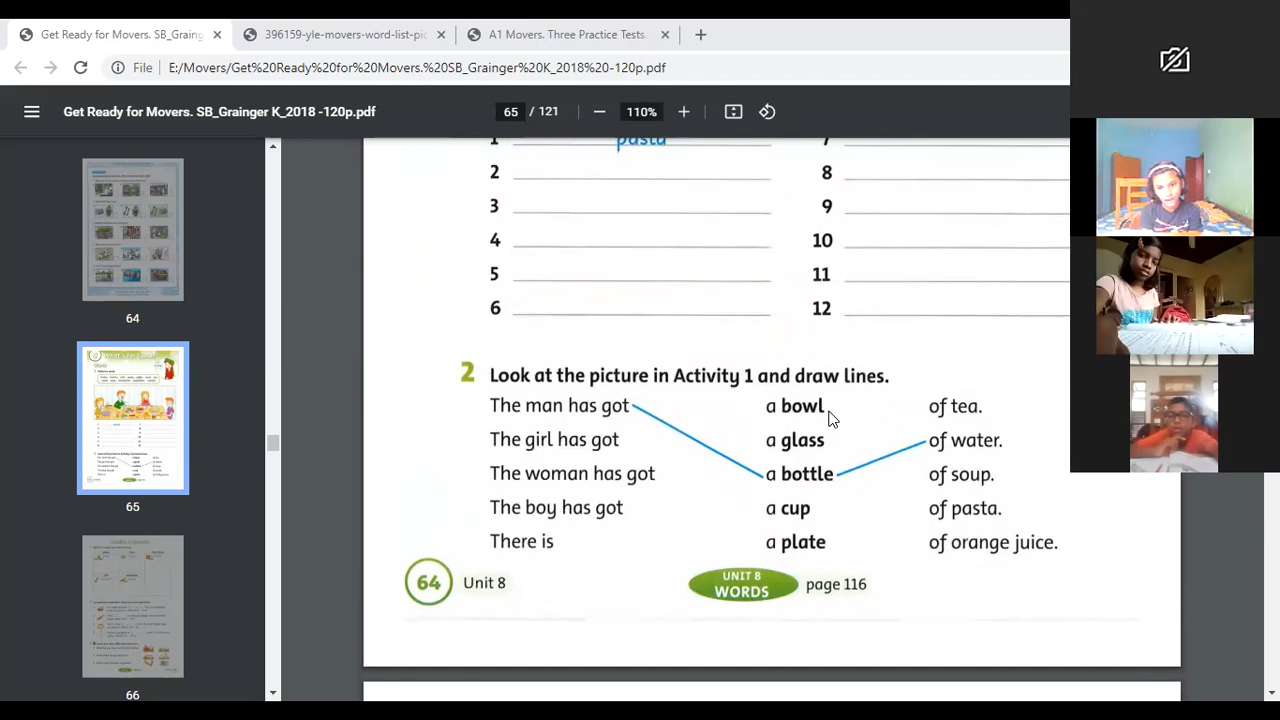 Get Ready for Movers. SB_Graing
396159-yle-movers-word-list-pic
A1 Movers. Three Practice Tests.
File E:/Movers/Get%20Ready%20for%20Movers.%20SB_Grainger%20K_2018%20-120p.pdf
Get Ready for Movers. SB_Grainger K_2018 -120p.pdf
65 / 121
110%
1 pasta 7
2 8
3 9
4 10
5 11
6 12
2 Look at the picture in Activity 1 and draw lines.
The man has got a bowl of tea.
The girl has got a glass of water.
The woman has got a bottle of soup.
The boy has got a cup of pasta.
There is a plate of orange juice.
64 Unit 8 UNIT 8 WORDS page 116
64
65
66